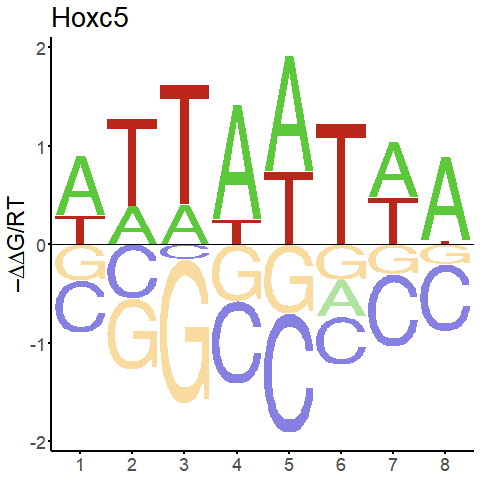 Hoxc5
2
1
0
-1
-2
−ΔΔG/RT
A T T A A T A A
T A A T T T T
G C C G G G G G
C G G C C A C C
C
1 2 3 4 5 6 7 8